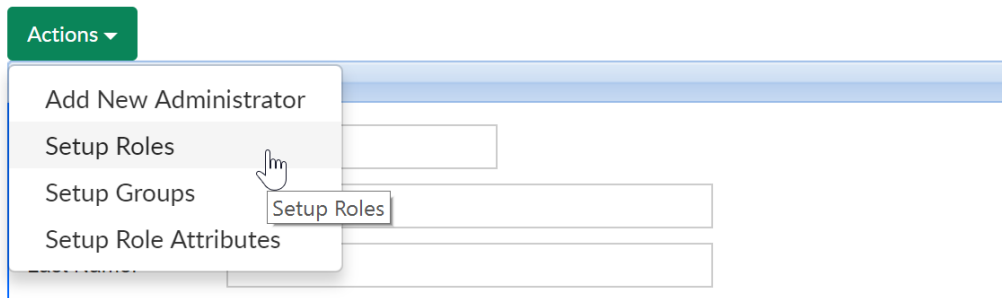 Actions
Add New Administrator
Setup Roles
Setup Groups
Setup Roles
Setup Role Attributes